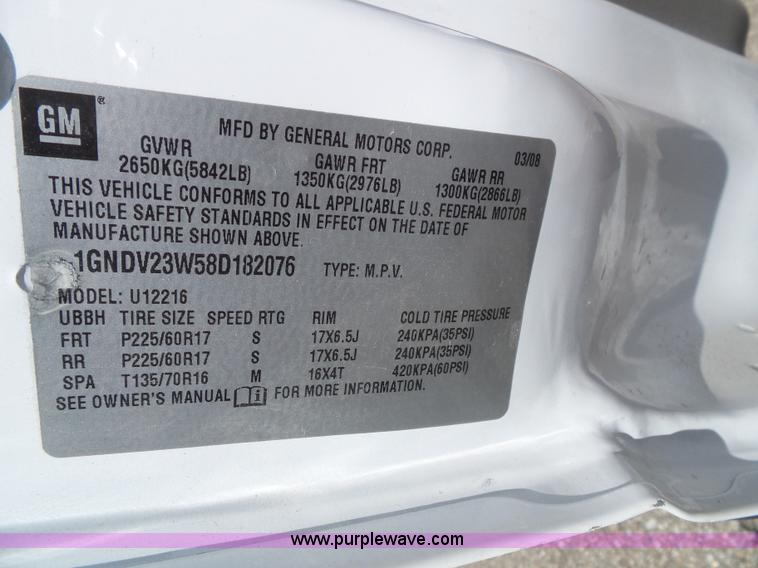 GM ®
MFD BY GENERAL MOTORS CORP. 03/08
GVWR GAWR FRT GAWR RR
2650KG(5842LB) 1350KG(2976LB) 1300KG(2866LB)
THIS VEHICLE CONFORMS TO ALL APPLICABLE U.S. FEDERAL MOTOR
VEHICLE SAFETY STANDARDS IN EFFECT ON THE DATE OF
MANUFACTURE SHOWN ABOVE.
1GNDV23W58D182076 TYPE: M.P.V.
MODEL: U12216
UBBH TIRE SIZE SPEED RTG RIM COLD TIRE PRESSURE
FRT P225/60R17 S 17X6.5J 240KPA(35PSI)
RR P225/60R17 S 17X6.5J 240KPA(35PSI)
SPA T135/70R16 M 16X4T 420KPA(60PSI)
SEE OWNER'S MANUAL i FOR MORE INFORMATION.
www.purplewave.com